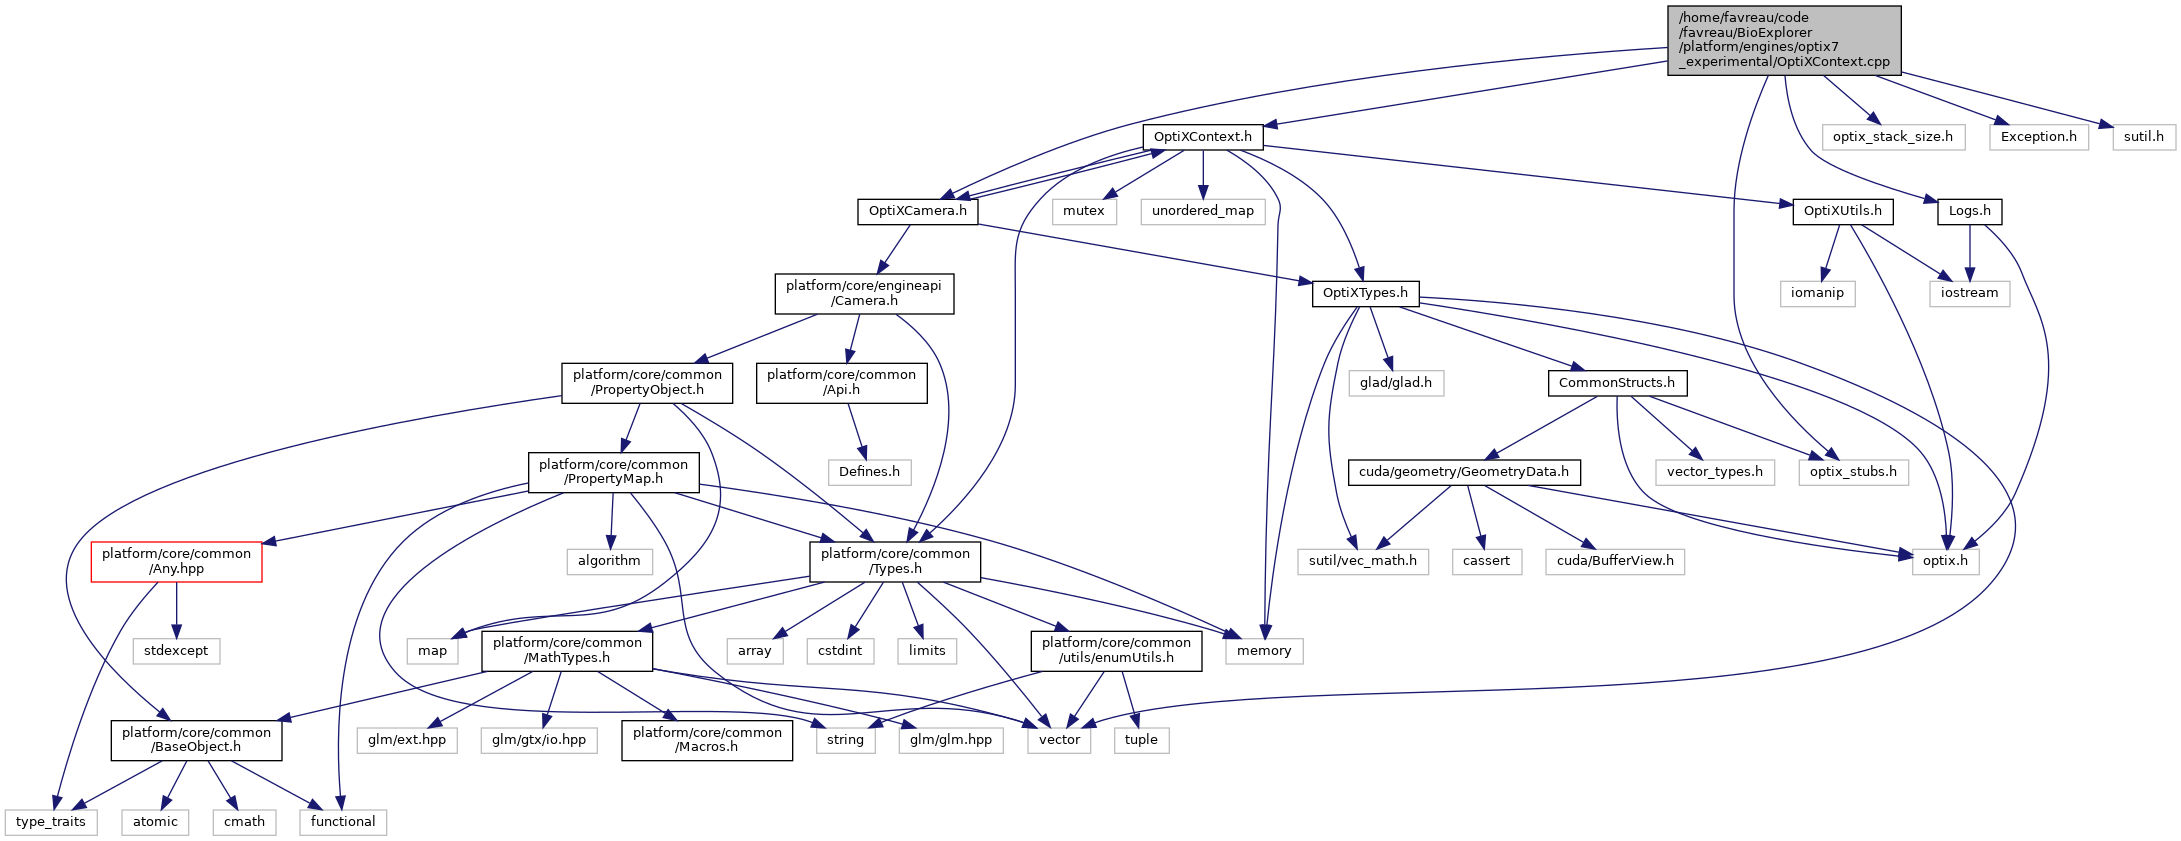 /home/favreau/code
/favreau/BioExplorer
/platform/engines/optix7
_experimental/OptiXContext.cpp
OptiXContext.h
optix_stack_size.h
Exception.h
sutil.h
OptiXCamera.h
mutex
unordered_map
OptiXUtils.h
Logs.h
platform/core/engineapi
/Camera.h
OptiXTypes.h
iomanip
iostream
platform/core/common
/PropertyObject.h
platform/core/common
/Api.h
glad/glad.h
CommonStructs.h
platform/core/common
/PropertyMap.h
Defines.h
cuda/geometry/GeometryData.h
vector_types.h
optix_stubs.h
platform/core/common
/Any.hpp
algorithm
platform/core/common
/Types.h
sutil/vec_math.h
cassert
cuda/BufferView.h
optix.h
stdexcept
map
platform/core/common
/MathTypes.h
array
cstdint
limits
platform/core/common
/utils/enumUtils.h
memory
platform/core/common
/BaseObject.h
glm/ext.hpp
glm/gtx/io.hpp
platform/core/common
/Macros.h
string
glm/glm.hpp
vector
tuple
type_traits
atomic
cmath
functional